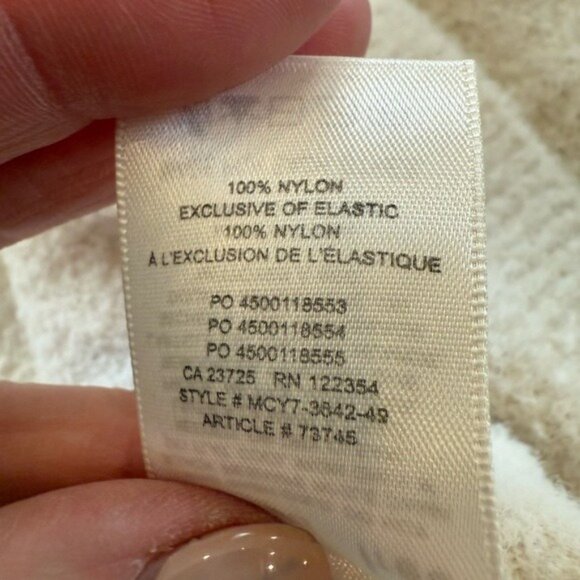 100% NYLON
EXCLUSIVE OF ELASTIC
100% NYLON
À L'EXCLUSION DE L'ÉLASTIQUE
PO 4500118553
PO 4500118554
PO 4500118555
CA 23725 RN 122354
STYLE # MCY7-3842-49
ARTICLE # 73745